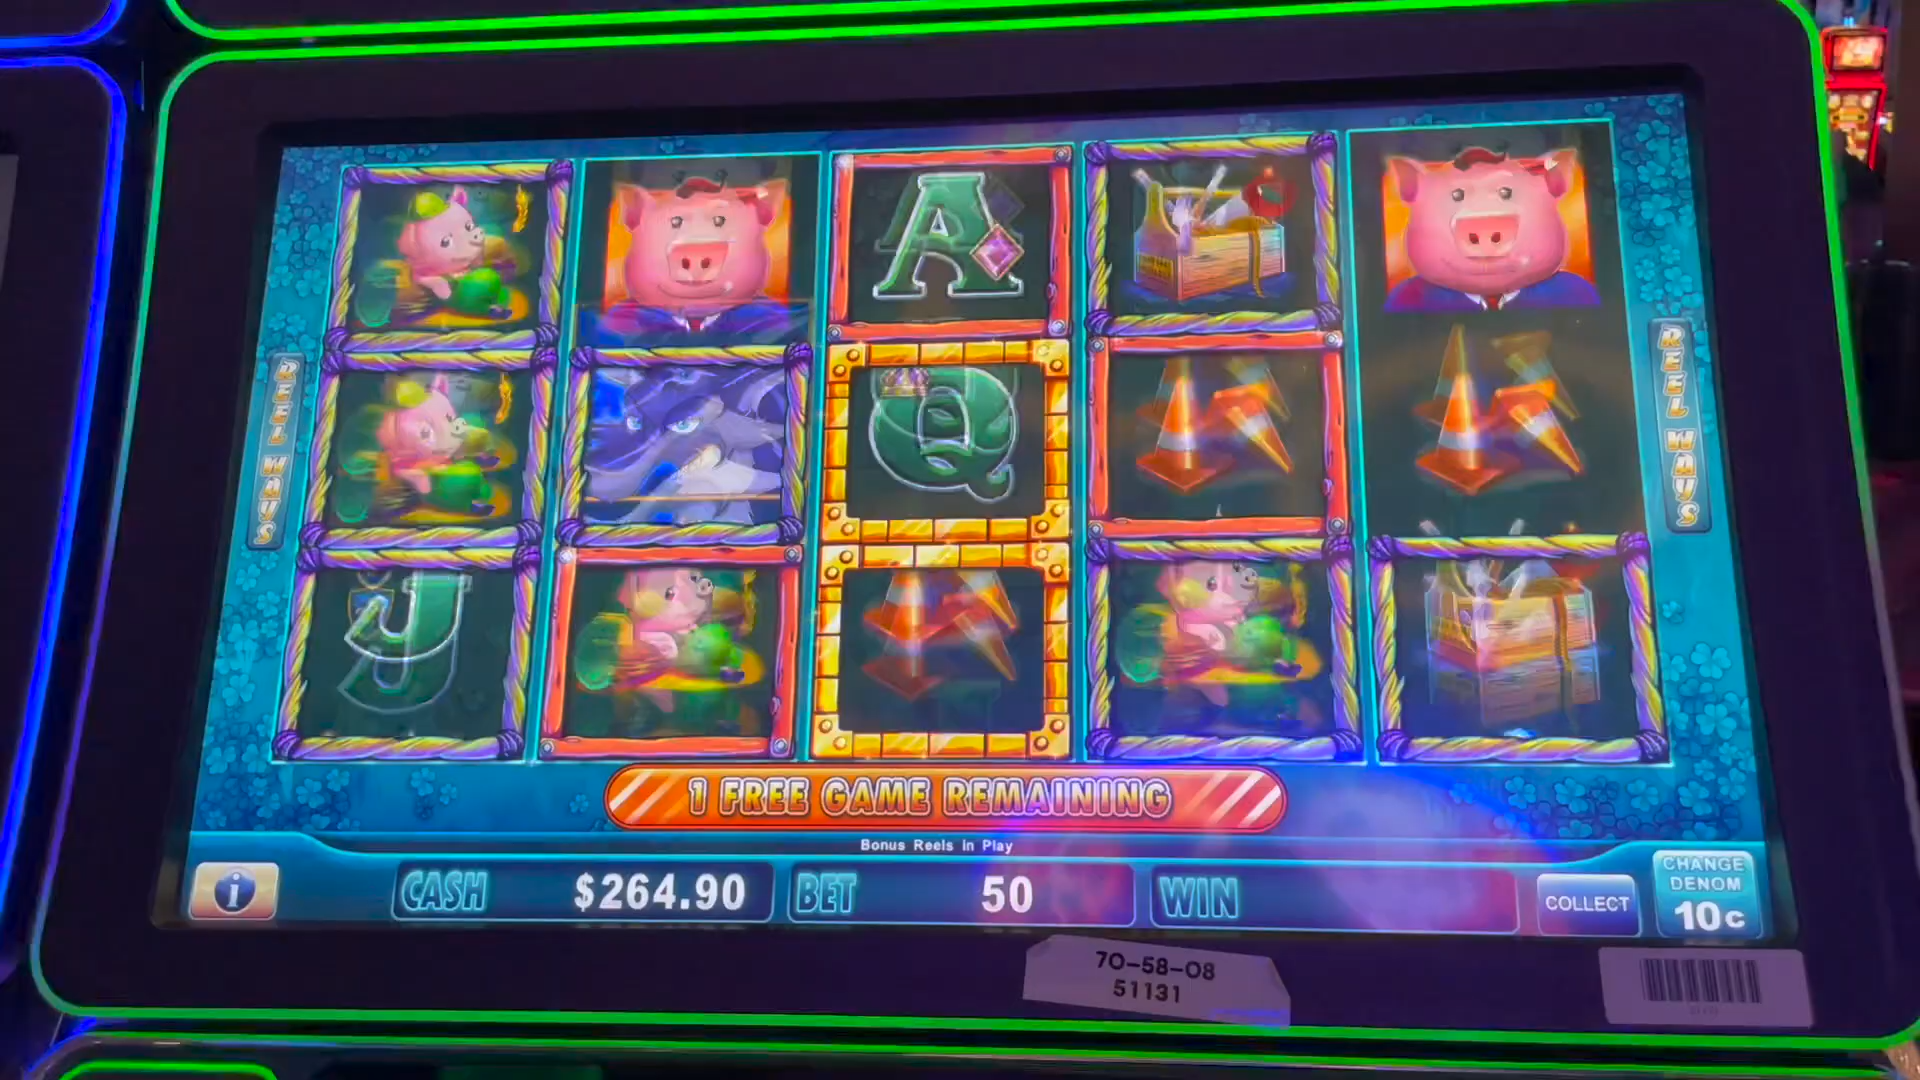 A
REEL WAYS
Q
REEL WAYS
J
1 FREE GAME REMAINING
Bonus Reels in Play
i
CASH $264.90
BET 50
WIN
COLLECT
CHANGE
DENOM
10c
70-58-08
51131